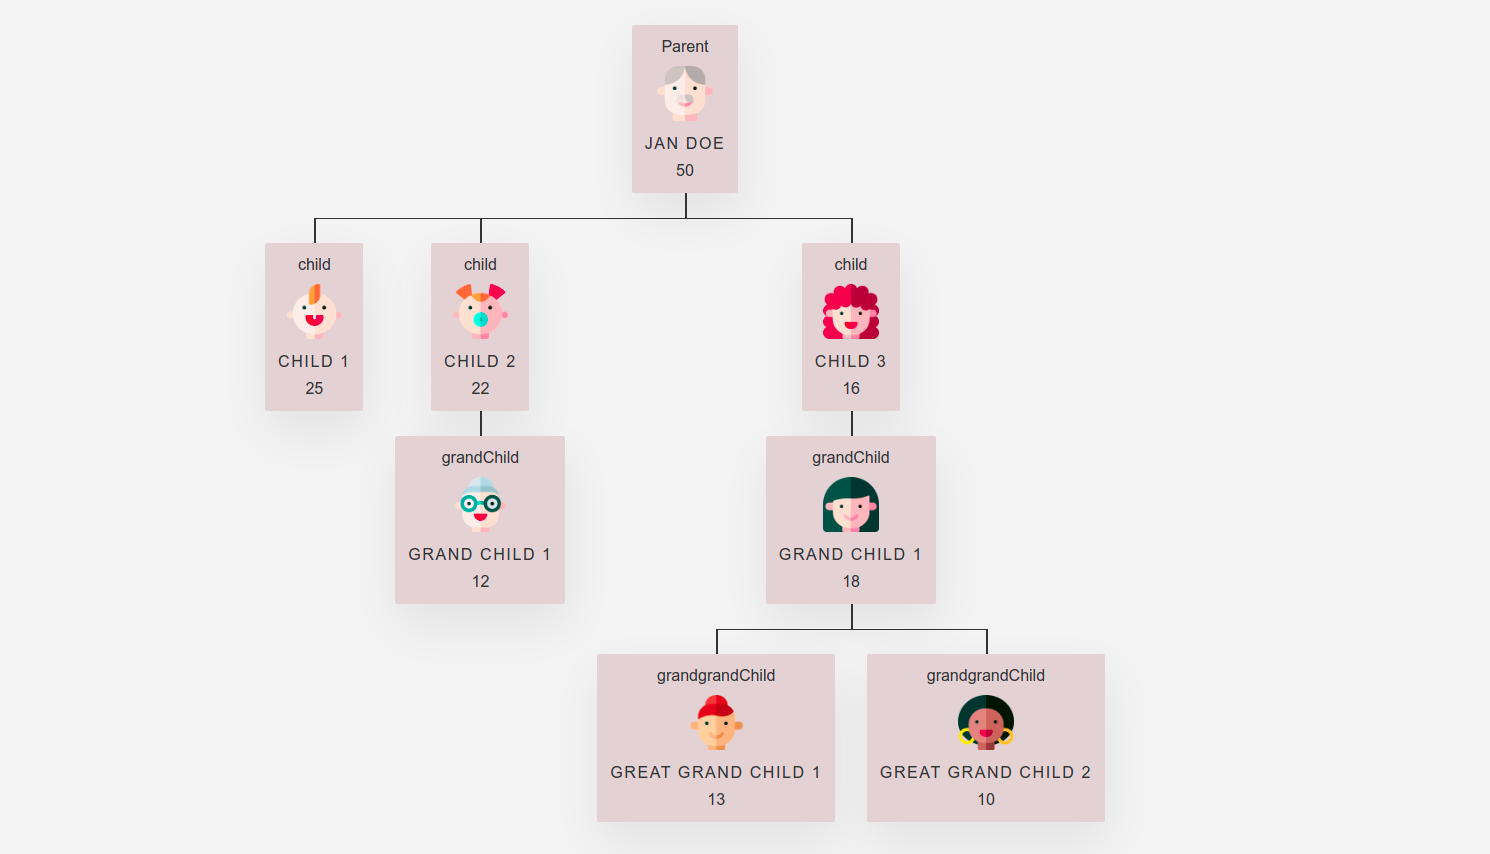 Parent
JAN DOE
50
child
CHILD 1
25
child
CHILD 2
22
child
CHILD 3
16
grandChild
GRAND CHILD 1
12
grandChild
GRAND CHILD 1
18
grandgrandChild
GREAT GRAND CHILD 1
13
grandgrandChild
GREAT GRAND CHILD 2
10